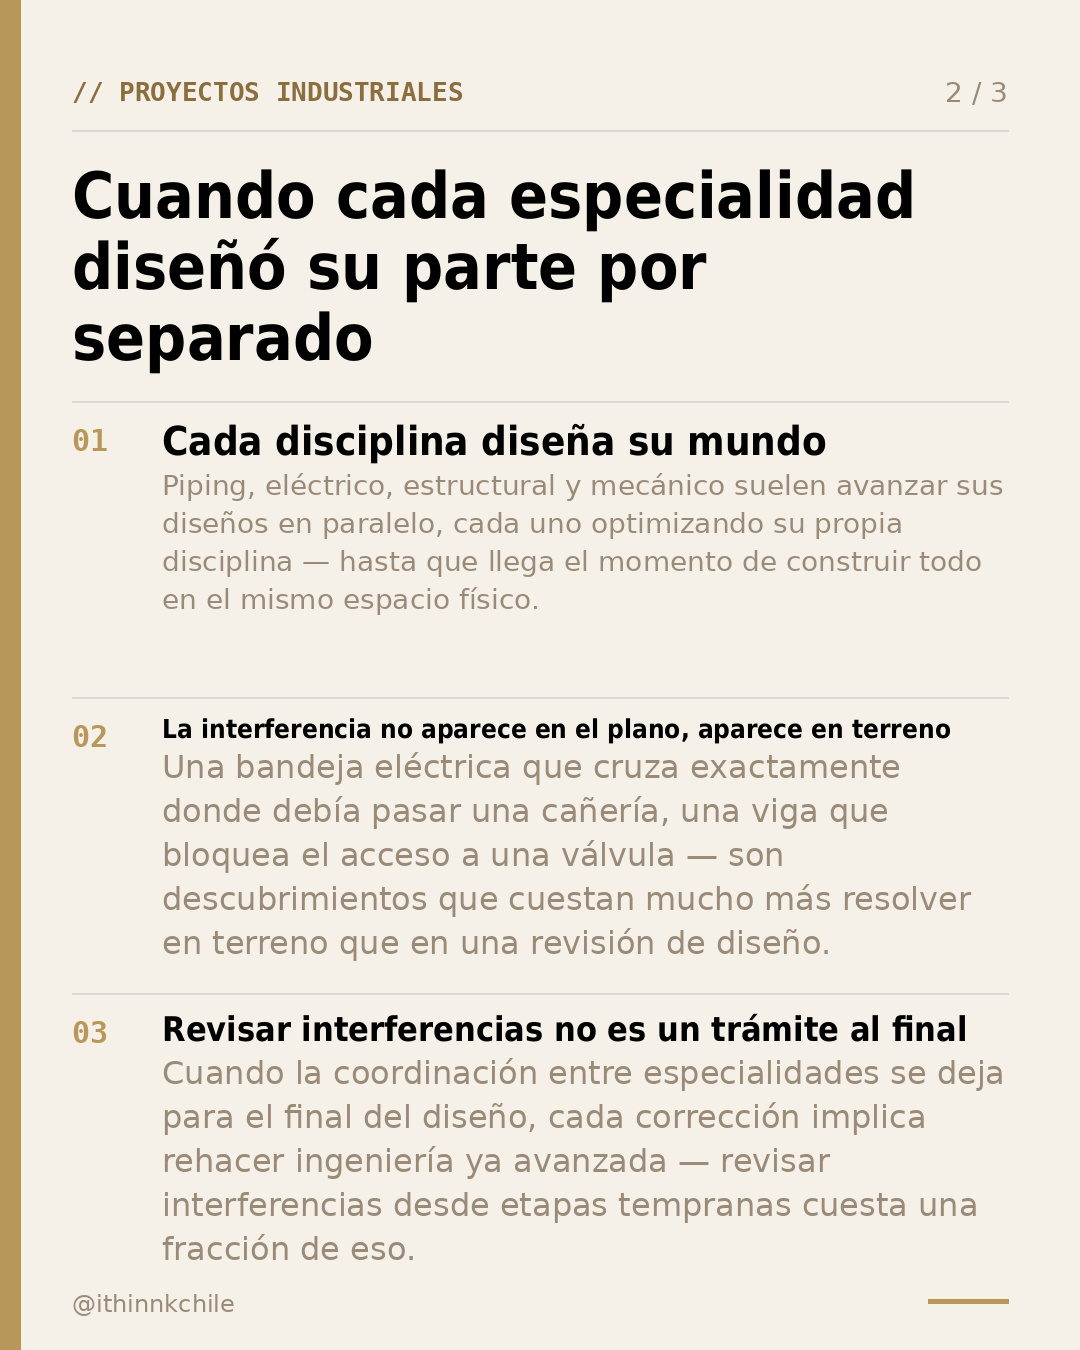 // PROYECTOS INDUSTRIALES
2 / 3
Cuando cada especialidad
diseñó su parte por
separado
01
Cada disciplina diseña su mundo
Piping, eléctrico, estructural y mecánico suelen avanzar sus
diseños en paralelo, cada uno optimizando su propia
disciplina — hasta que llega el momento de construir todo
en el mismo espacio físico.
02
La interferencia no aparece en el plano, aparece en terreno
Una bandeja eléctrica que cruza exactamente
donde debía pasar una cañería, una viga que
bloquea el acceso a una válvula — son
descubrimientos que cuestan mucho más resolver
en terreno que en una revisión de diseño.
03
Revisar interferencias no es un trámite al final
Cuando la coordinación entre especialidades se deja
para el final del diseño, cada corrección implica
rehacer ingeniería ya avanzada — revisar
interferencias desde etapas tempranas cuesta una
fracción de eso.
@ithinnkchile